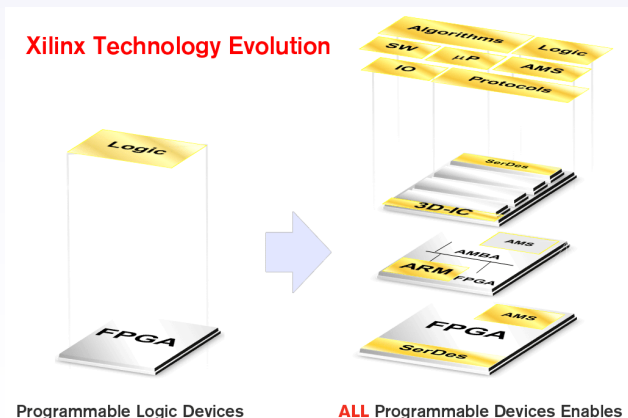 Xilinx Technology Evolution
Logic
FPGA
Programmable Logic Devices
Algorithms
Logic
SW
μP
AMS
IO
Protocols
SerDes
3D-IC
AMS
AMBA
ARM
FPGA
AMS
FPGA
SerDes
ALL Programmable Devices Enables